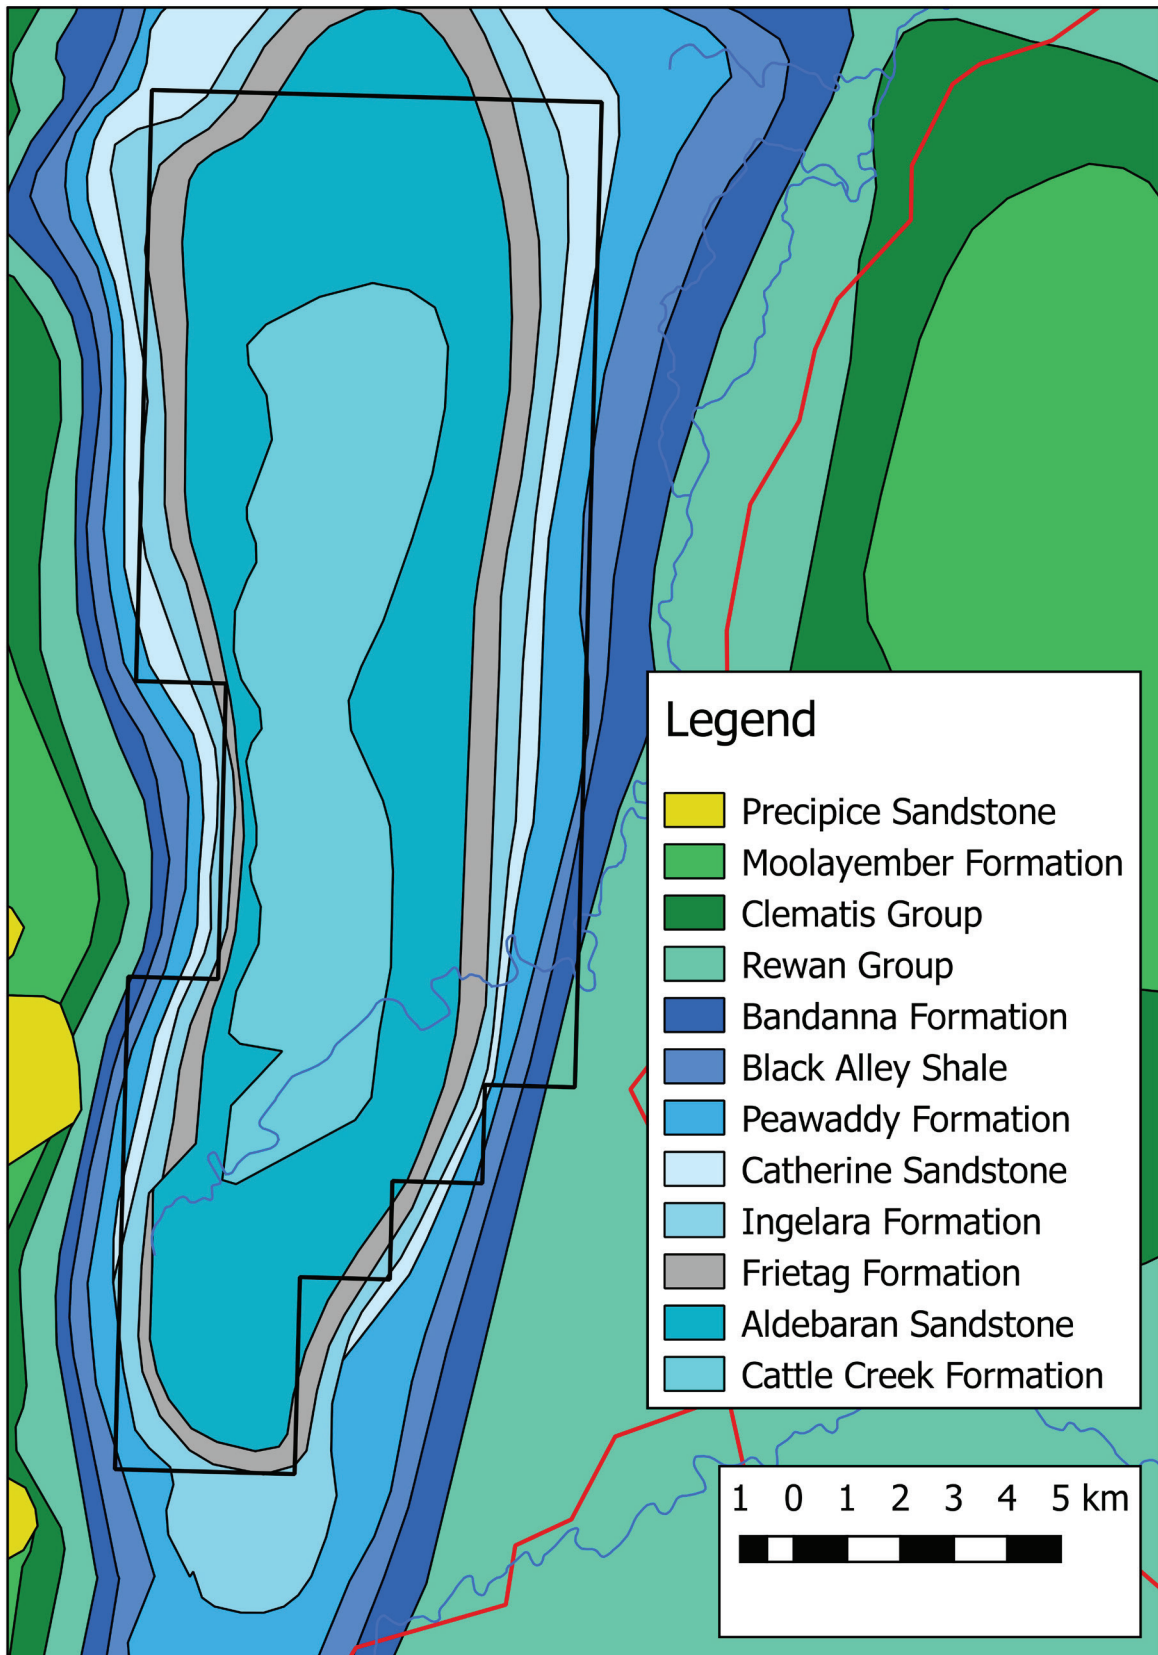 Legend
Precipice Sandstone
Moolayember Formation
Clematis Group
Rewan Group
Bandanna Formation
Black Alley Shale
Peawaddy Formation
Catherine Sandstone
Ingelara Formation
Frietag Formation
Aldebaran Sandstone
Cattle Creek Formation
1 0 1 2 3 4 5 km